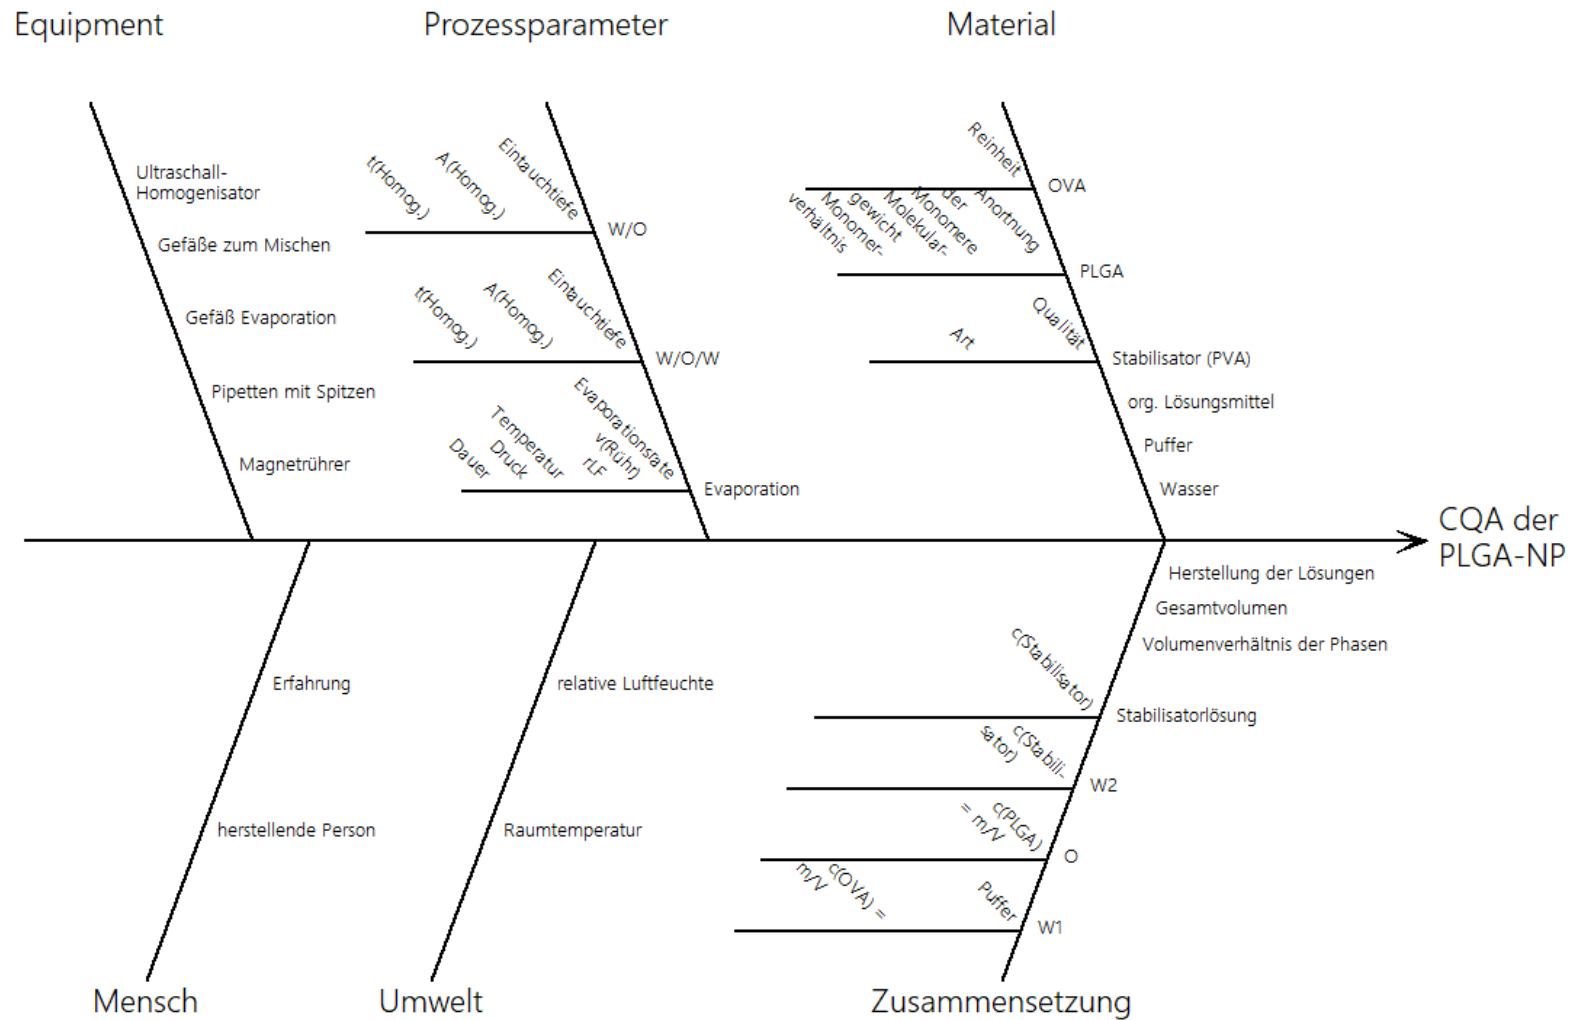 Equipment
Prozessparameter
Material
Ultraschall-
Homogenisator
Gefäße zum Mischen
Gefäß Evaporation
Pipetten mit Spitzen
Magnetrührer
t(Homog.)
A(Homog.)
Eintauchtiefe
W/O
t(Homog.)
A(Homog.)
Eintauchtiefe
W/O/W
Dauer
Druck
Temperatur
rLF
v(Rühr)
Evaporationsrate
Evaporation
Reinheit
OVA
Monomer-
verhältnis
Molekular-
gewicht
Anortnung
der
Monomere
PLGA
Art
Qualität
Stabilisator (PVA)
org. Lösungsmittel
Puffer
Wasser
CQA der
PLGA-NP
Erfahrung
herstellende Person
relative Luftfeuchte
Raumtemperatur
Herstellung der Lösungen
Gesamtvolumen
Volumenverhältnis der Phasen
c(Stabilisator)
Stabilisatorlösung
c(Stabili-
sator)
W2
c(PLGA)
= m/V
O
c(OVA) =
m/V
Puffer
W1
Mensch
Umwelt
Zusammensetzung